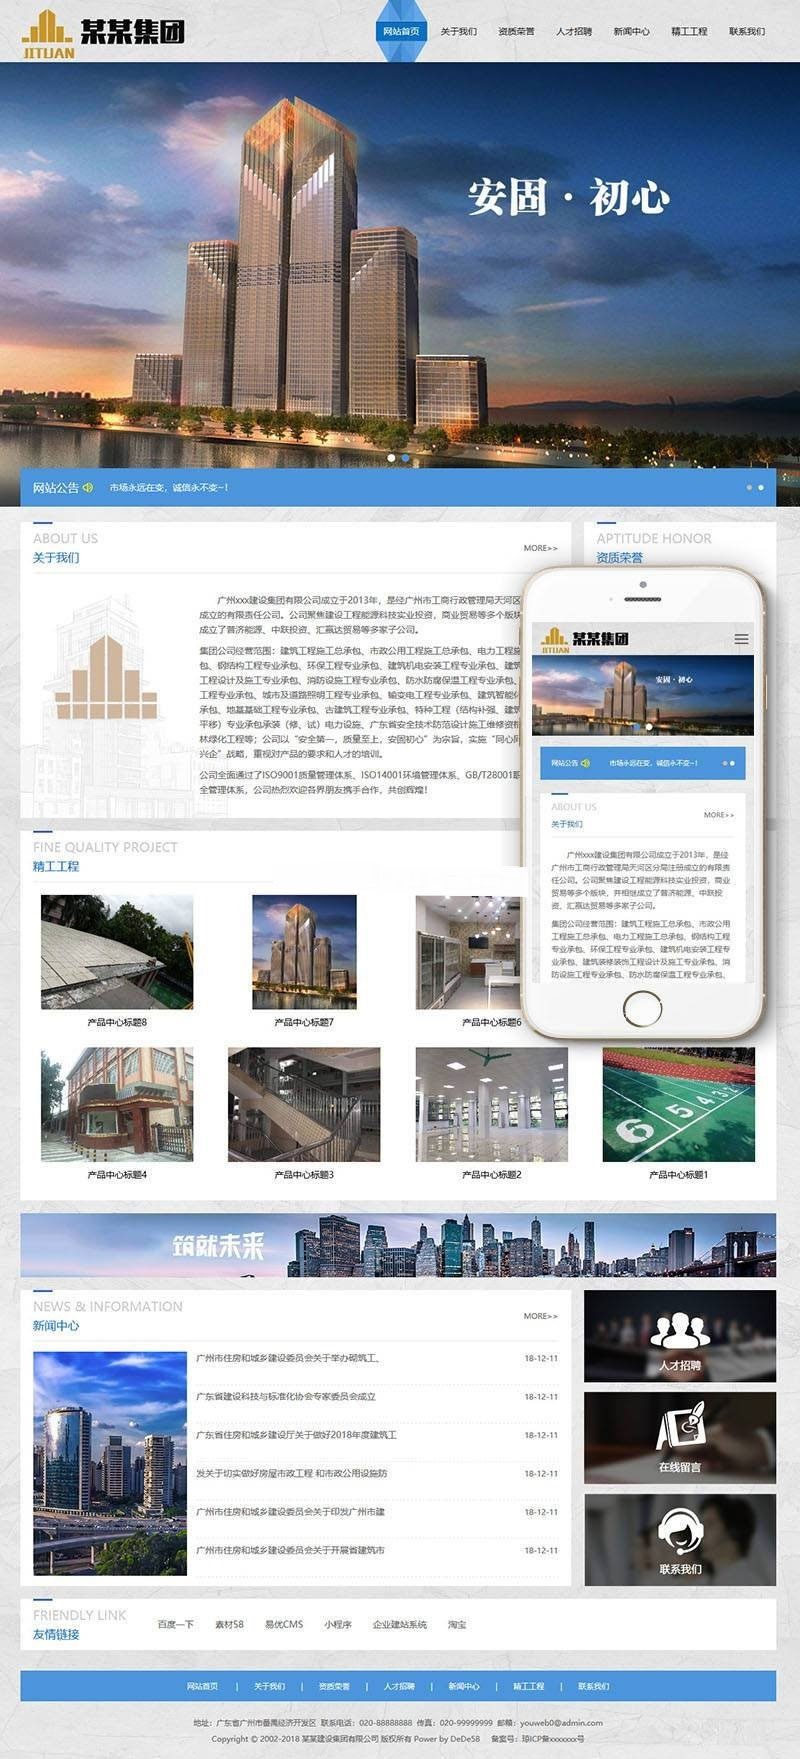 某某集团
JITUAN
网站首页 关于我们 资质荣誉 人才招聘 新闻中心 精工工程 联系我们
安固·初心
网站公告 市场永远在变，诚信永不变~！
ABOUT US
关于我们
MORE>>
广州xxx建设集团有限公司成立于2013年，是经广州市工商行政管理局天河区
成立的有限责任公司。公司聚焦建设工程能源科技实业投资，商业贸易等多个版块
成立了普济能源、中跃投资、汇赢达贸易等多家子公司。
集团公司经营范围：建筑工程施工总承包、市政公用工程施工总承包、电力工程施
包、钢结构工程专业承包、环保工程专业承包、建筑机电安装工程专业承包、建筑
工程设计及施工专业承包、消防设施工程专业承包、防水防腐保温工程专业承包、
工程专业承包、城市及道路照明工程专业承包、输变电工程专业承包、建筑智能化
承包、地基基础工程专业承包、古建筑工程专业承包、特种工程（结构补强、建筑
平移）专业承包承装（修、试）电力设施、广东省安全技术防范设计施工维修资格
林绿化工程等；公司以“安全第一，质量至上，安固初心”为宗旨，实施“同心同
兴企”战略，重视对产品的要求和人才的培训。
公司全面通过了ISO9001质量管理体系、ISO14001环境管理体系、GB/T28001职
全管理体系，公司热烈欢迎各界朋友携手合作，共创辉煌！
APTITUDE HONOR
资质荣誉
某某集团
JITUAN
安固·初心
网站公告 市场永远在变，诚信永不变~！
ABOUT US
关于我们
MORE>>
广州xxx建设集团有限公司成立于2013年，是经
广州市工商行政管理局天河区分局注册成立的有限责
任公司。公司聚焦建设工程能源科技实业投资，商业
贸易等多个版块，并相继成立了普济能源、中跃投
资、汇赢达贸易等多家子公司。
集团公司经营范围：建筑工程施工总承包、市政公用
工程施工总承包、电力工程施工总承包、钢结构工程
专业承包、环保工程专业承包、建筑机电安装工程专
业承包、建筑装修装饰工程设计及施工专业承包、消
防设施工程专业承包、防水防腐保温工程专业承包、
FINE QUALITY PROJECT
精工工程
产品中心标题8 产品中心标题7 产品中心标题6
产品中心标题4 产品中心标题3 产品中心标题2 产品中心标题1
6 5 4 3 2
筑就未来
NEWS & INFORMATION
新闻中心
MORE>>
广州市住房和城乡建设委员会关于举办砌筑工、 18-12-11
广东省建设科技与标准化协会专家委员会成立 18-12-11
广东省住房和城乡建设厅关于做好2018年度建筑工 18-12-11
发关于切实做好房屋市政工程 和市政公用设施防 18-12-11
广州市住房和城乡建设委员会关于印发广州市建 18-12-11
广州市住房和城乡建设委员会关于开展省建筑市 18-12-11
人才招聘
在线留言
联系我们
FRIENDLY LINK
友情链接
百度一下 素材58 易优CMS 小程序 企业建站系统 淘宝
网站首页 | 关于我们 | 资质荣誉 | 人才招聘 | 新闻中心 | 精工工程 | 联系我们
地址：广东省广州市番禺经济开发区 联系电话：020-88888888 传真：020-99999999 邮箱：youweb0@admin.com
Copyright © 2002-2018 某某建设集团有限公司 版权所有 Power by DeDe58 备案号：琼ICP备xxxxxxx号